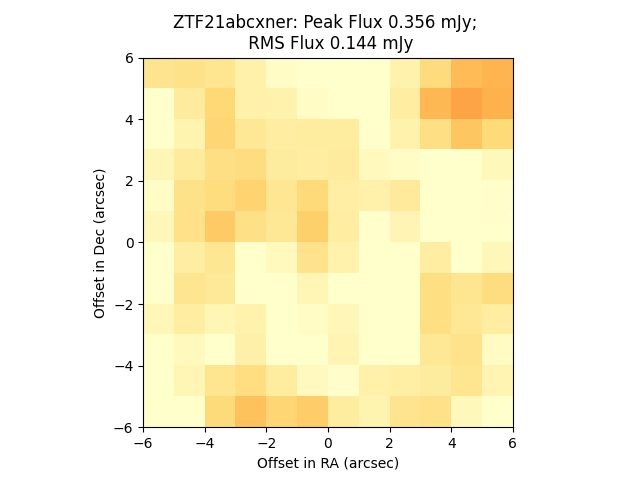 ZTF21abcxner: Peak Flux 0.356 mJy;
RMS Flux 0.144 mJy
6
4
2
0
−2
−4
−6
Offset in Dec (arcsec)
−6 −4 −2 0 2 4 6
Offset in RA (arcsec)